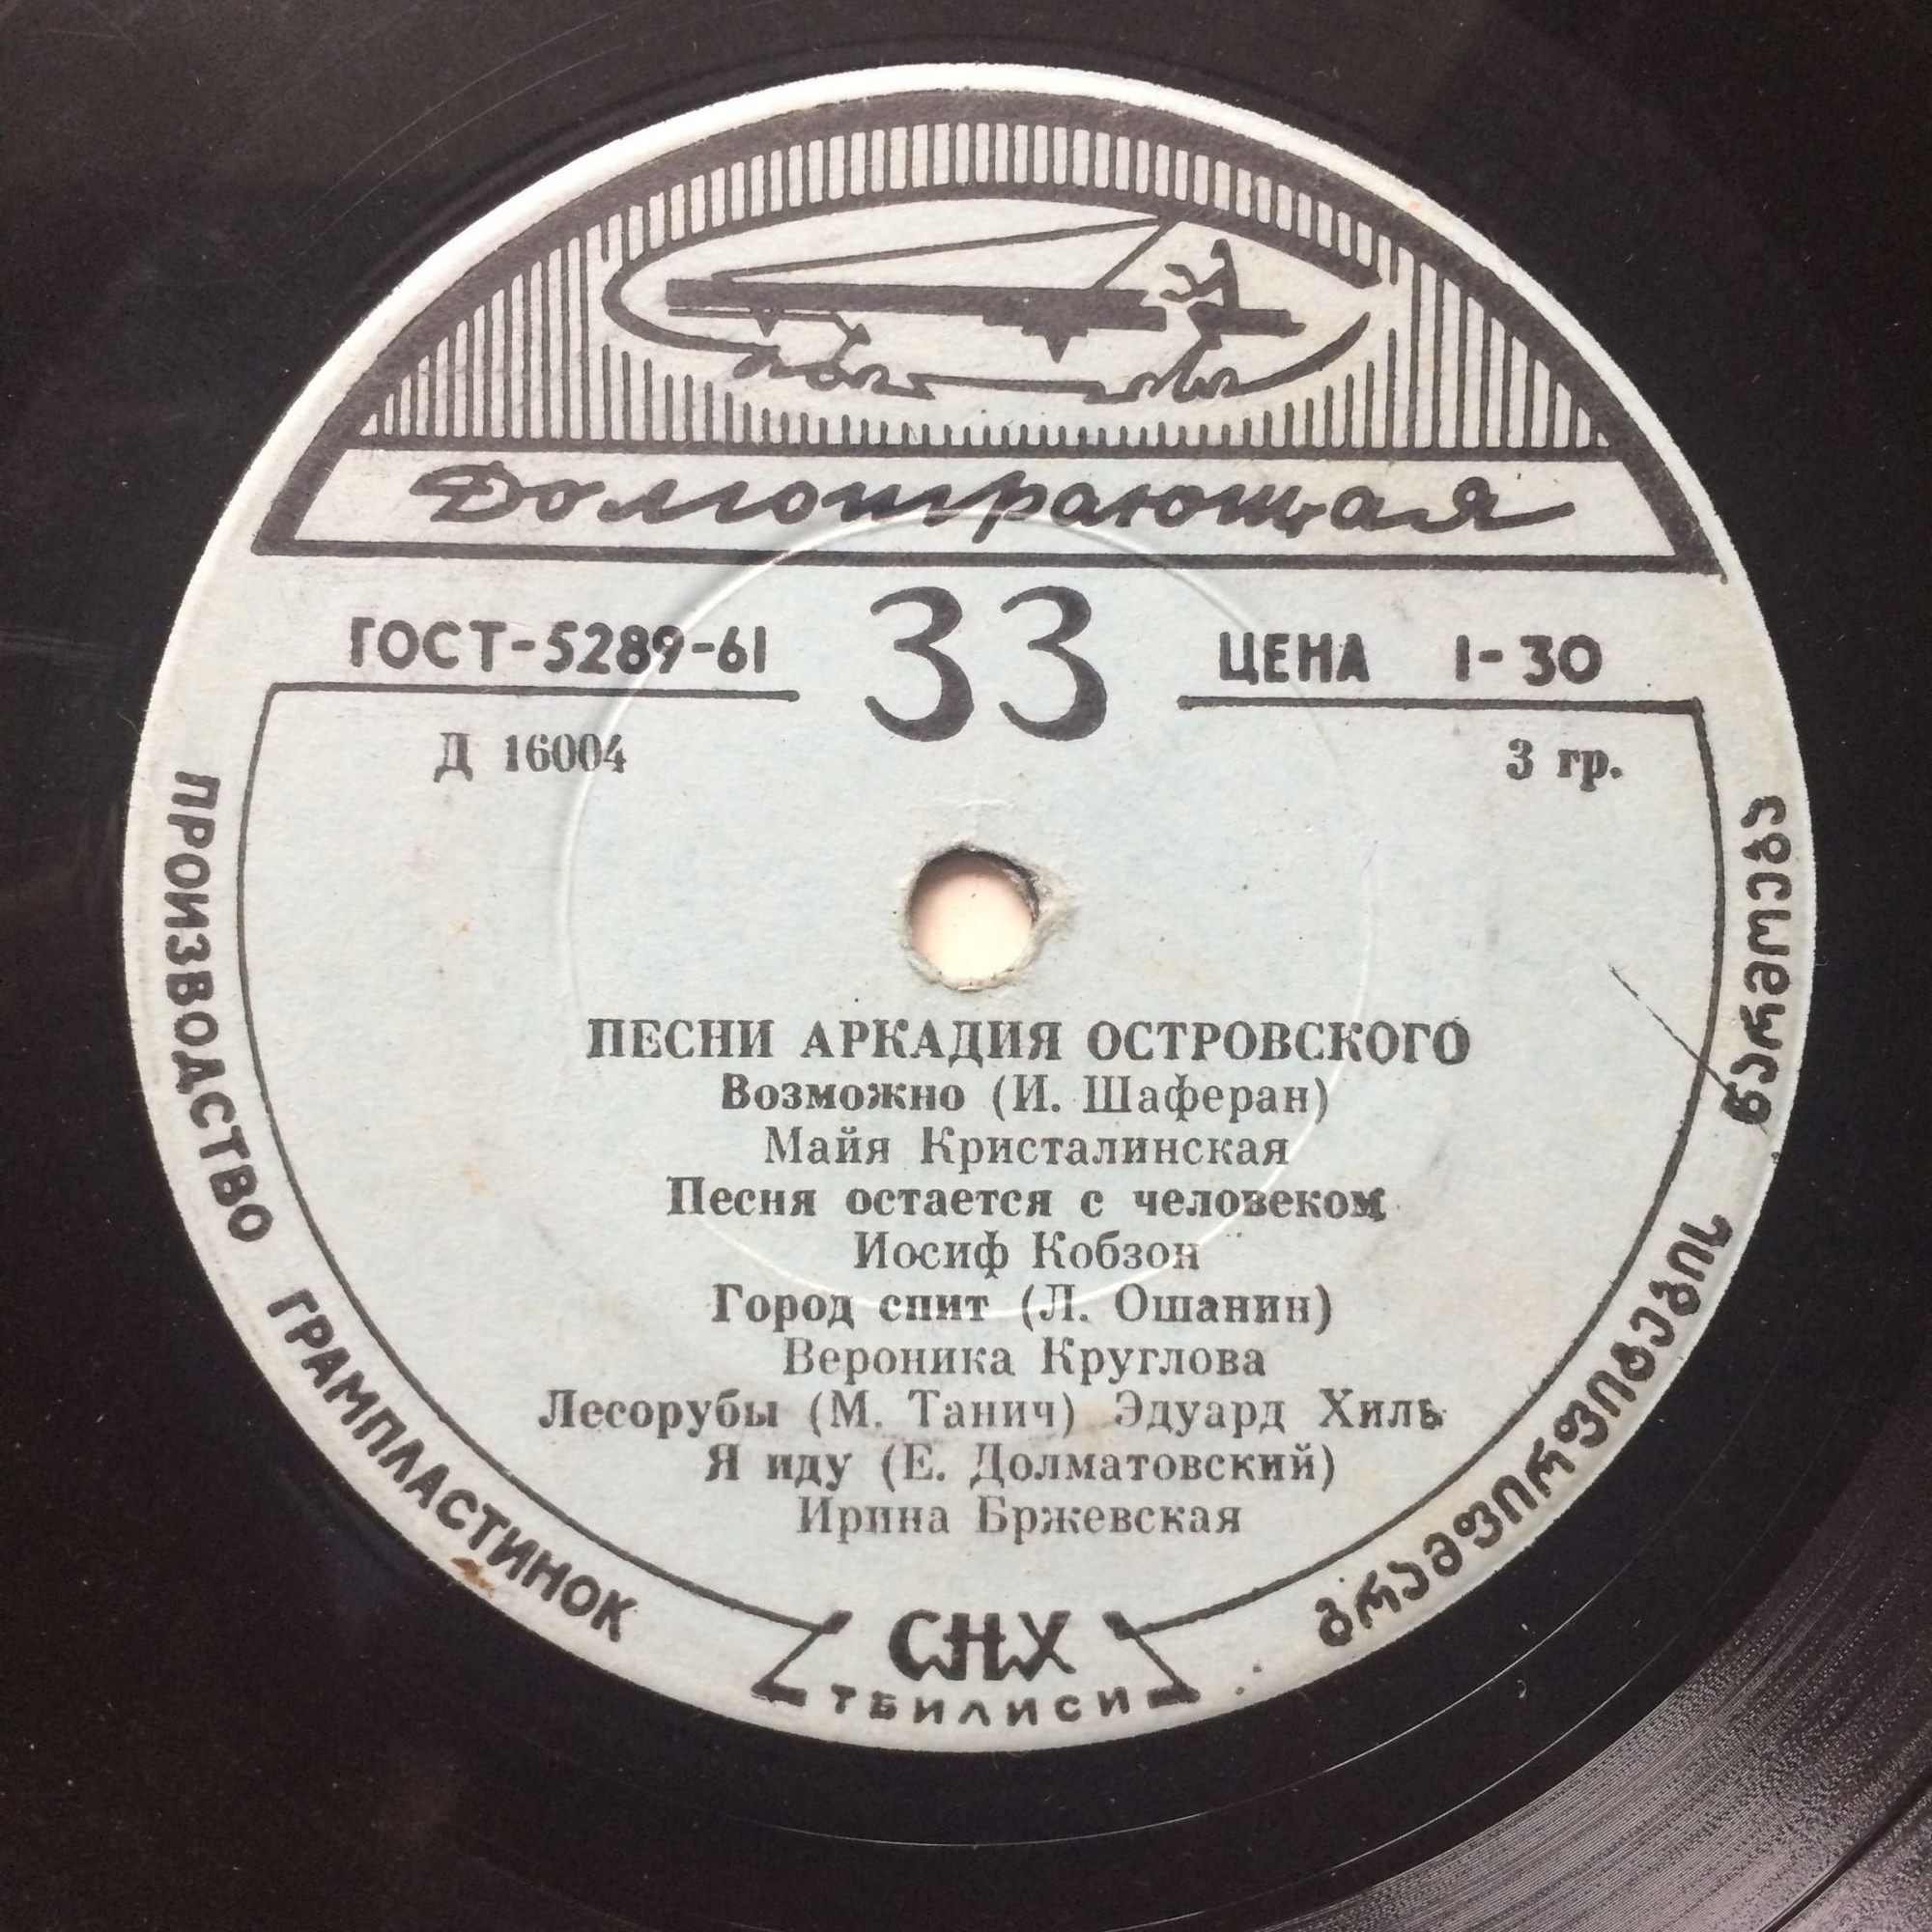 Долгоиграющая
ГОСТ-5289-61 33 ЦЕНА 1-30
Д 16004 3 гр.
ПЕСНИ АРКАДИЯ ОСТРОВСКОГО
Возможно (И. Шаферан)
Майя Кристалинская
Песня остается с человеком
Иосиф Кобзон
Город спит (Л. Ошанин)
Вероника Круглова
Лесорубы (М. Танич) Эдуард Хиль
Я иду (Е. Долматовский)
Ирина Бржевская
СНХ
ТБИЛИСИ
ПРОИЗВОДСТВО ГРАМПЛАСТИНОК
გრამფირფიტების წარმოება